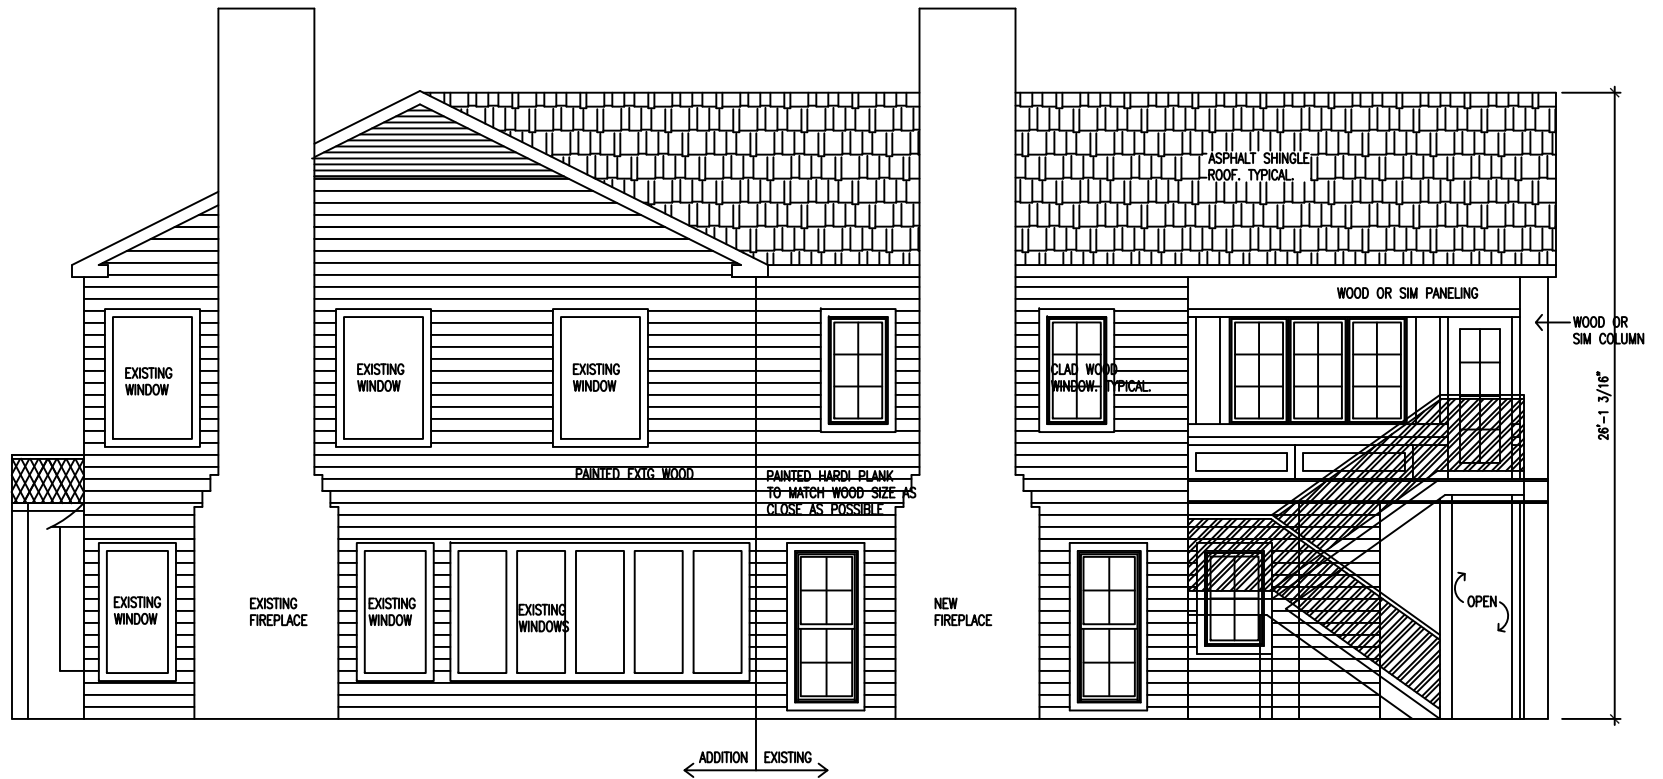 ASPHALT SHINGLE
ROOF. TYPICAL.
WOOD OR SIM PANELING
WOOD OR
SIM COLUMN
EXISTING
WINDOW
EXISTING
WINDOW
EXISTING
WINDOW
CLAD WOOD
WINDOW. TYPICAL.
26'-1 3/16"
PAINTED EXTG WOOD
PAINTED HARDI PLANK
TO MATCH WOOD SIZE AS
CLOSE AS POSSIBLE
EXISTING
WINDOW
EXISTING
FIREPLACE
EXISTING
WINDOW
EXISTING
WINDOWS
NEW
FIREPLACE
OPEN
ADDITION
EXISTING